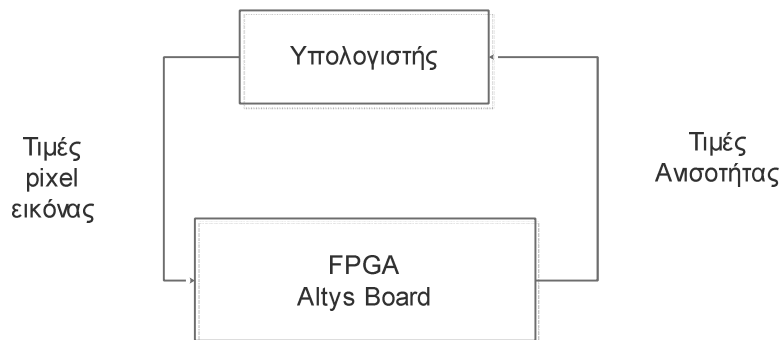 Υπολογιστής
Τιμές
pixel
εικόνας
Τιμές
Ανισοτήτας
FPGA
Altys Board